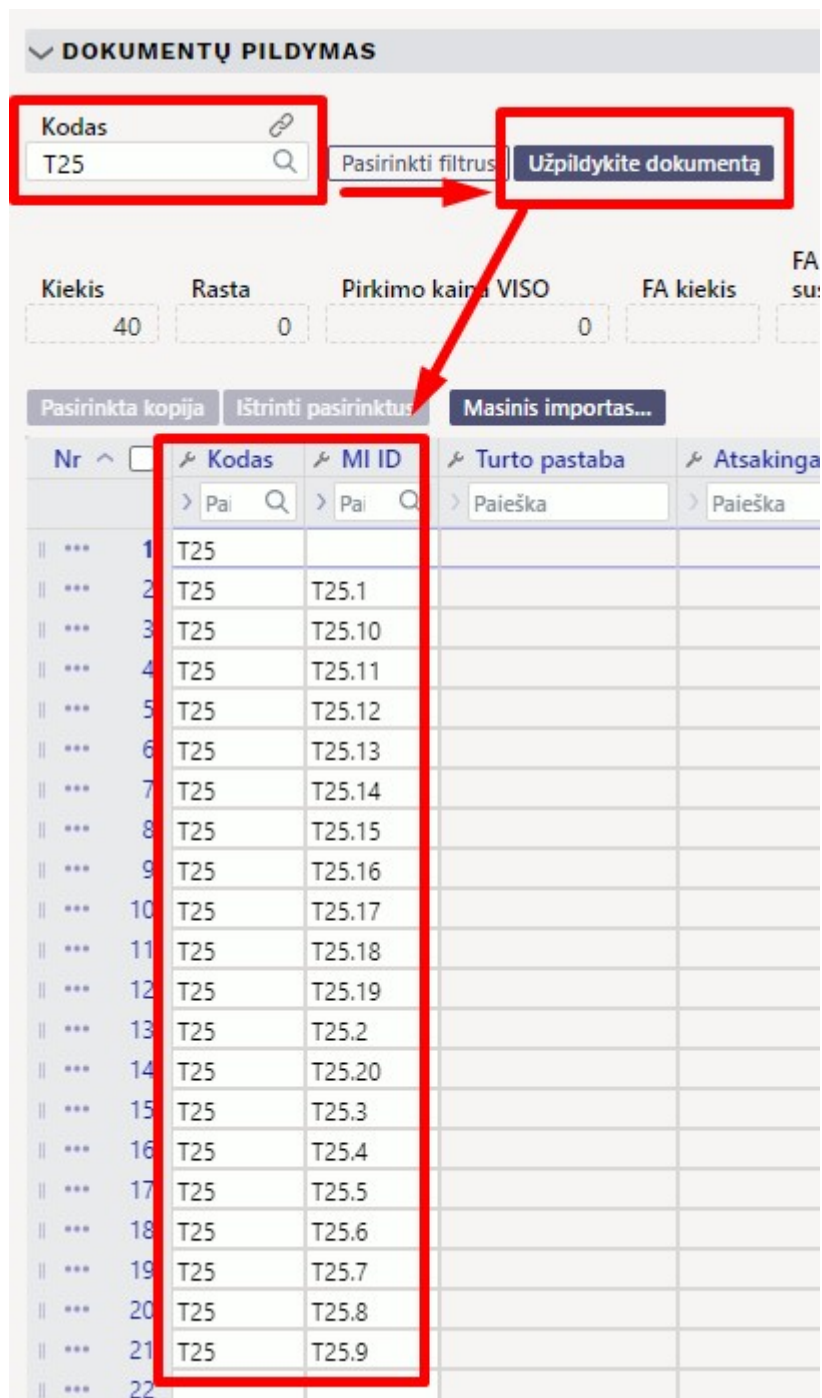 DOKUMENTŲ PILDYMAS
Kodas
T25 Pasirinkti filtrus Užpildykite dokumentą
FA
Kiekis Rasta Pirkimo kaina VISO FA kiekis sus
40 0 0
Pasirinkta kopija Ištrinti pasirinktus Masinis importas...
Nr Kodas MI ID Turto pastaba Atsakinga
Pai Pai Paieška Paieška
1 T25
2 T25 T25.1
3 T25 T25.10
4 T25 T25.11
5 T25 T25.12
6 T25 T25.13
7 T25 T25.14
8 T25 T25.15
9 T25 T25.16
10 T25 T25.17
11 T25 T25.18
12 T25 T25.19
13 T25 T25.2
14 T25 T25.20
15 T25 T25.3
16 T25 T25.4
17 T25 T25.5
18 T25 T25.6
19 T25 T25.7
20 T25 T25.8
21 T25 T25.9
22